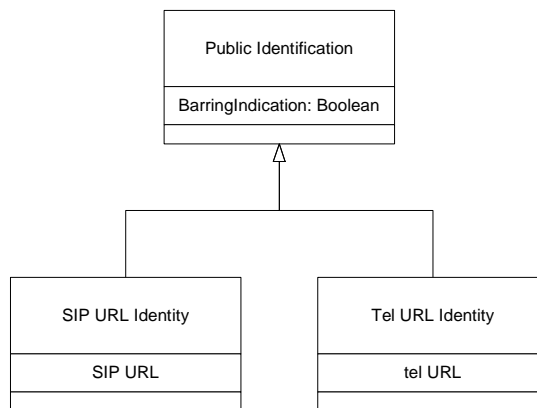 Public Identification
BarringIndication: Boolean
SIP URL Identity
Tel URL Identity
SIP URL
tel URL